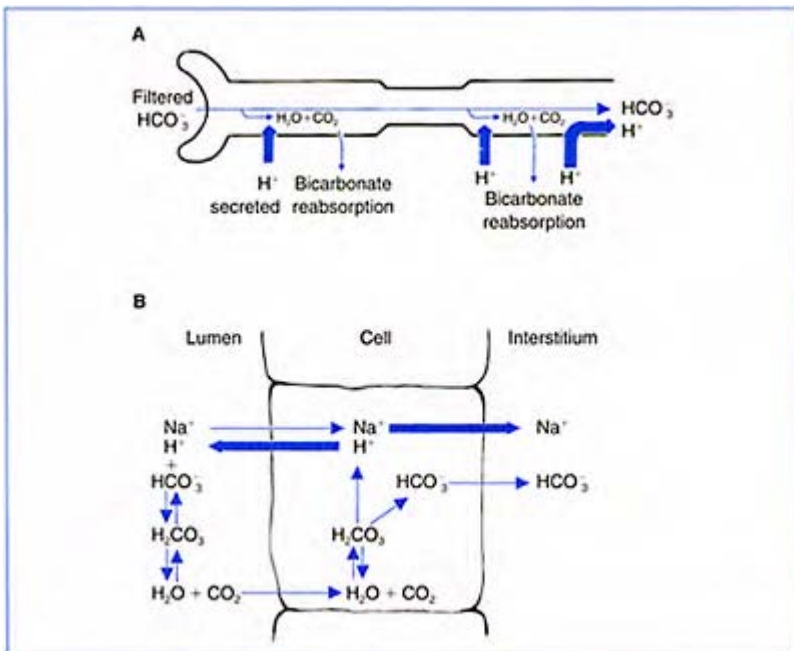 A
Filtered
HCO₃⁻
H₂O + CO₂
H₂O + CO₂
HCO₃⁻
H⁺
H⁺
secreted
Bicarbonate
reabsorption
H⁺
H⁺
Bicarbonate
reabsorption
B
Lumen Cell Interstitium
Na⁺ Na⁺ Na⁺
H⁺ H⁺
+
HCO₃⁻ HCO₃⁻ HCO₃⁻
H₂CO₃ H₂CO₃
H₂O + CO₂ H₂O + CO₂